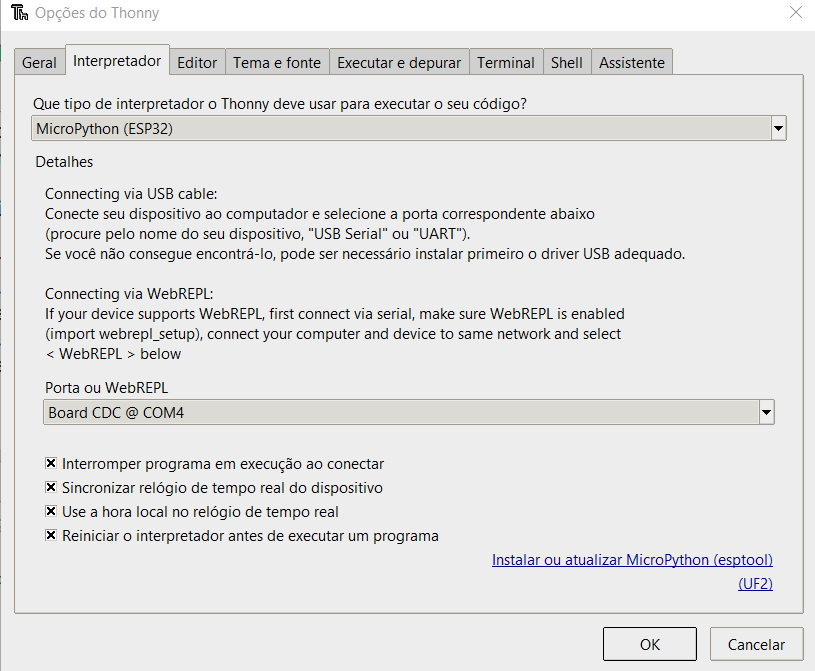 Opções do Thonny
Geral Interpretador Editor Tema e fonte Executar e depurar Terminal Shell Assistente
Que tipo de interpretador o Thonny deve usar para executar o seu código?
MicroPython (ESP32)
Detalhes
Connecting via USB cable:
Conecte seu dispositivo ao computador e selecione a porta correspondente abaixo
(procure pelo nome do seu dispositivo, "USB Serial" ou "UART").
Se você não consegue encontrá-lo, pode ser necessário instalar primeiro o driver USB adequado.
Connecting via WebREPL:
If your device supports WebREPL, first connect via serial, make sure WebREPL is enabled
(import webrepl_setup), connect your computer and device to same network and select
< WebREPL > below
Porta ou WebREPL
Board CDC @ COM4
Interromper programa em execução ao conectar
Sincronizar relógio de tempo real do dispositivo
Use a hora local no relógio de tempo real
Reiniciar o interpretador antes de executar um programa
Instalar ou atualizar MicroPython (esptool)
(UF2)
OK Cancelar